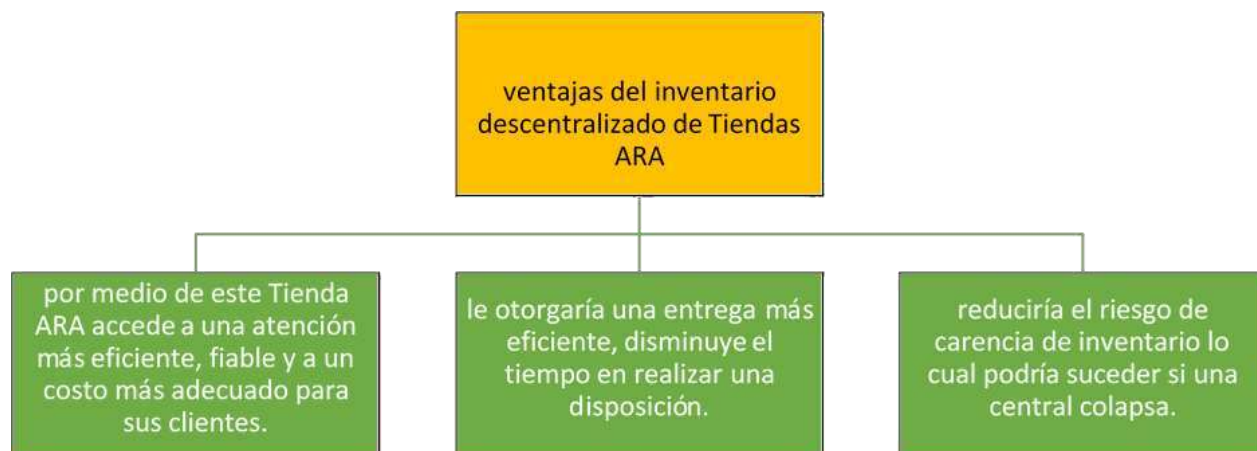 ventajas del inventario
descentralizado de Tiendas
ARA
por medio de este Tienda
ARA accede a una atención
más eficiente, fiable y a un
costo más adecuado para
sus clientes.
le otorgaría una entrega más
eficiente, disminuye el
tiempo en realizar una
disposición.
reduciría el riesgo de
carencia de inventario lo
cual podría suceder si una
central colapsa.